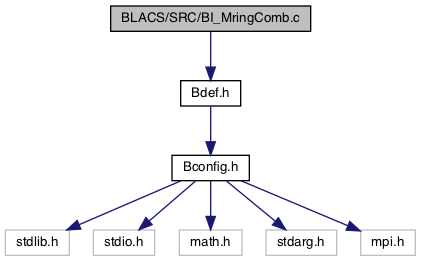 BLACS/SRC/BI_MringComb.c
Bdef.h
Bconfig.h
stdlib.h
stdio.h
math.h
stdarg.h
mpi.h